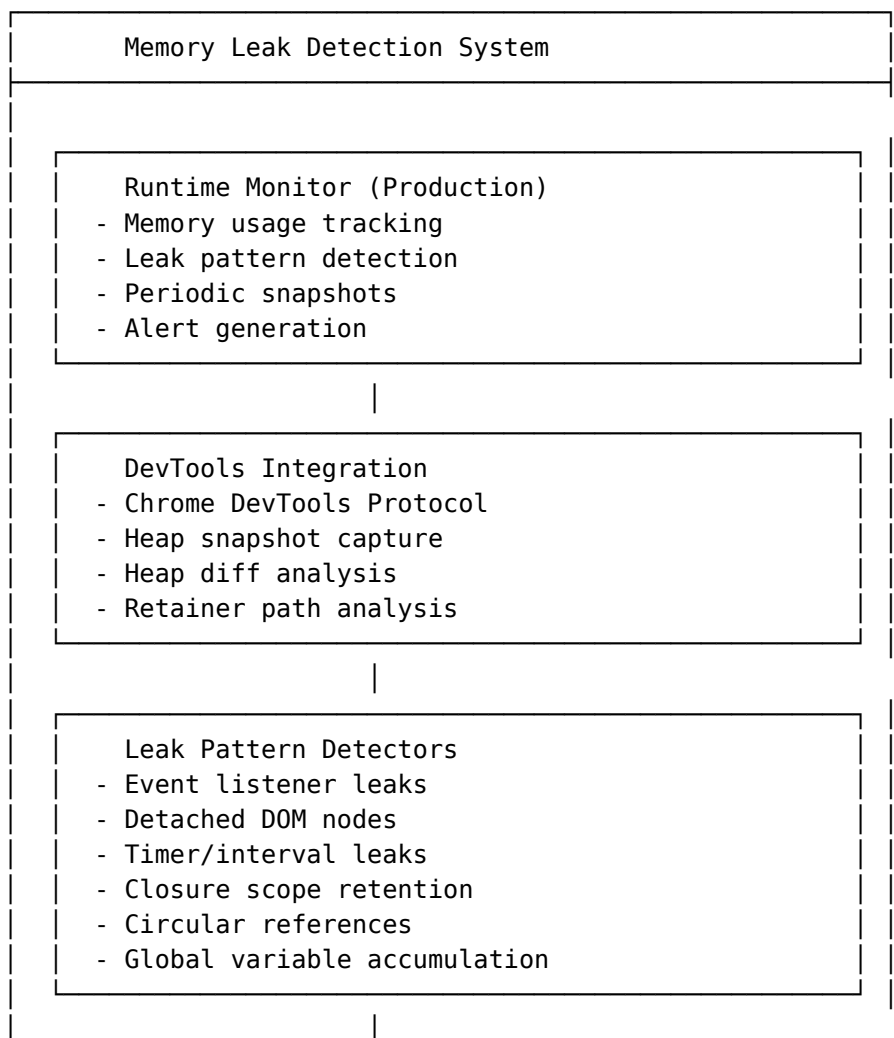 Memory Leak Detection System
Runtime Monitor (Production)
- Memory usage tracking
- Leak pattern detection
- Periodic snapshots
- Alert generation
DevTools Integration
- Chrome DevTools Protocol
- Heap snapshot capture
- Heap diff analysis
- Retainer path analysis
Leak Pattern Detectors
- Event listener leaks
- Detached DOM nodes
- Timer/interval leaks
- Closure scope retention
- Circular references
- Global variable accumulation